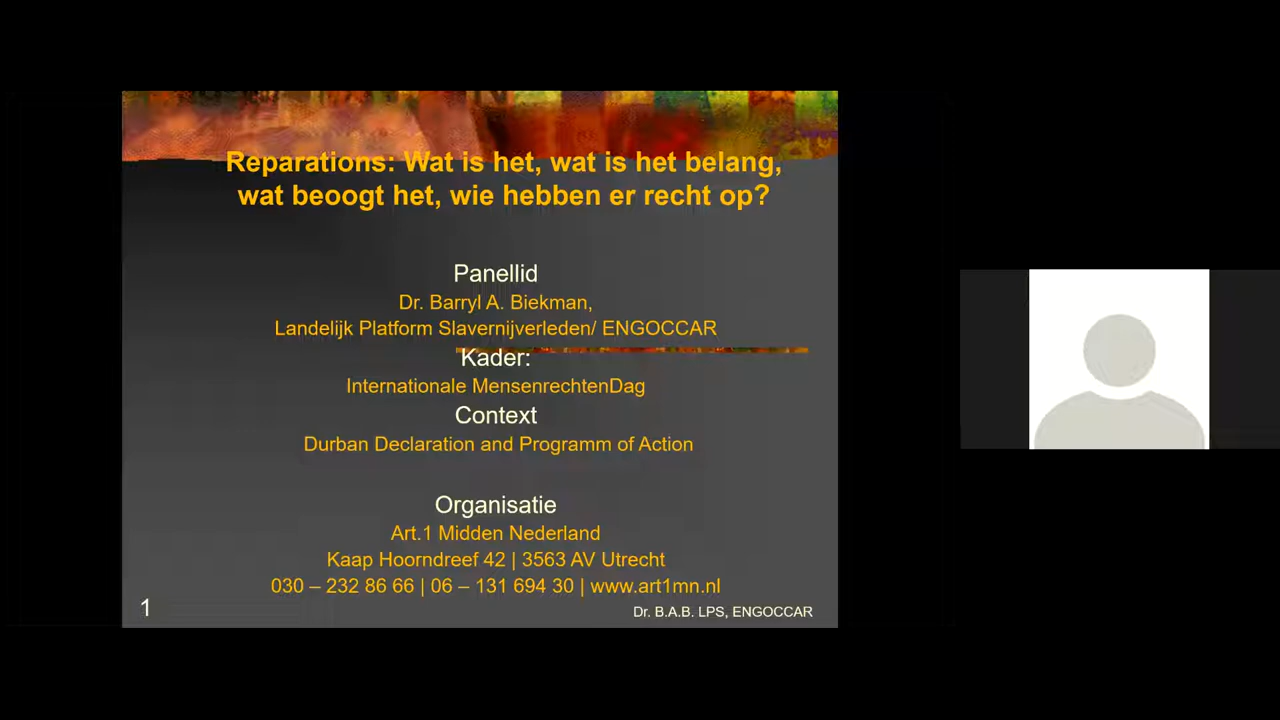 Reparations: Wat is het, wat is het belang,
wat beoogt het, wie hebben er recht op?
Panellid
Dr. Barryl A. Biekman,
Landelijk Platform Slavernijverleden/ ENGOCCAR
Kader:
Internationale MensenrechtenDag
Context
Durban Declaration and Programm of Action
Organisatie
Art.1 Midden Nederland
Kaap Hoorndreef 42 | 3563 AV Utrecht
030 – 232 86 66 | 06 – 131 694 30 | www.art1mn.nl
1
Dr. B.A.B. LPS, ENGOCCAR